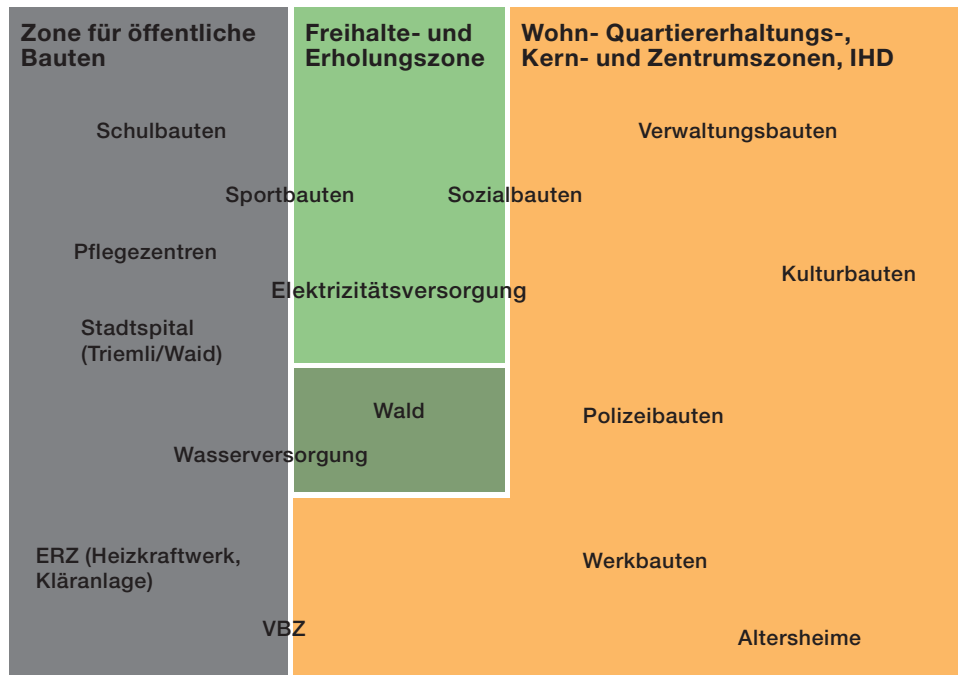 Zone für öffentliche
Bauten
Freihalte- und
Erholungszone
Wohn- Quartiererhaltungs-,
Kern- und Zentrumszonen, IHD
Schulbauten
Verwaltungsbauten
Sportbauten
Sozialbauten
Pflegezentren
Kulturbauten
Elektrizitätsversorgung
Stadtspital
(Triemli/Waid)
Wald
Polizeibauten
Wasserversorgung
ERZ (Heizkraftwerk,
Kläranlage)
Werkbauten
VBZ
Altersheime